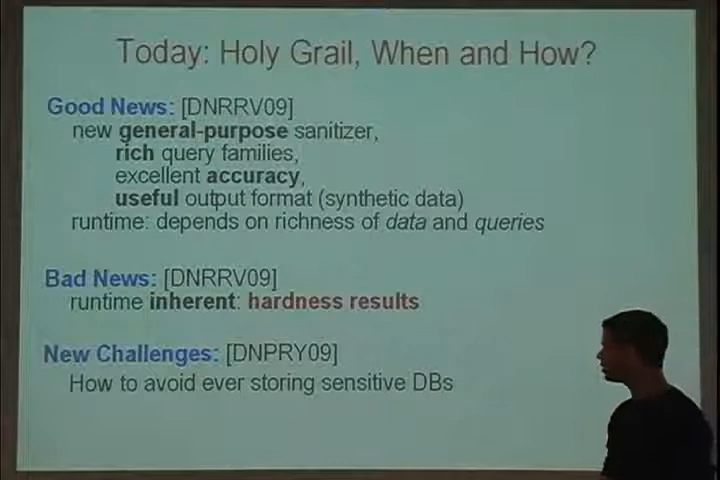 Today: Holy Grail, When and How?
Good News: [DNRRV09]
new general-purpose sanitizer,
rich query families,
excellent accuracy,
useful output format (synthetic data)
runtime: depends on richness of data and queries
Bad News: [DNRRV09]
runtime inherent: hardness results
New Challenges: [DNPRY09]
How to avoid ever storing sensitive DBs